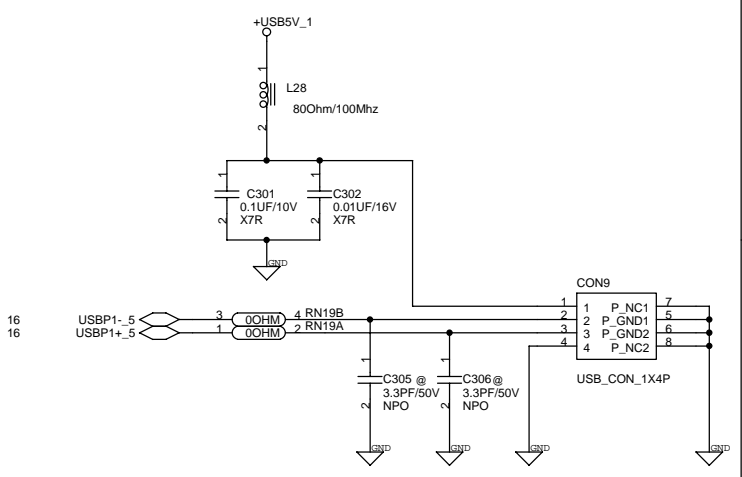 +USB5V_1
1
L28
80Ohm/100Mhz
2
1 1
C301 C302
0.1UF/10V 0.01UF/16V
2 X7R 2 X7R
GND
CON9
1 1 P_NC1 7
16 USBP1-_5 3 0OHM 4 RN19B 2 2 P_GND1 5
16 USBP1+_5 1 0OHM 2 RN19A 3 3 P_GND2 6
4 4 P_NC2 8
1 1
C305 @ C306 @ USB_CON_1X4P
3.3PF/50V 3.3PF/50V
2 NPO 2 NPO
GND GND GND GND